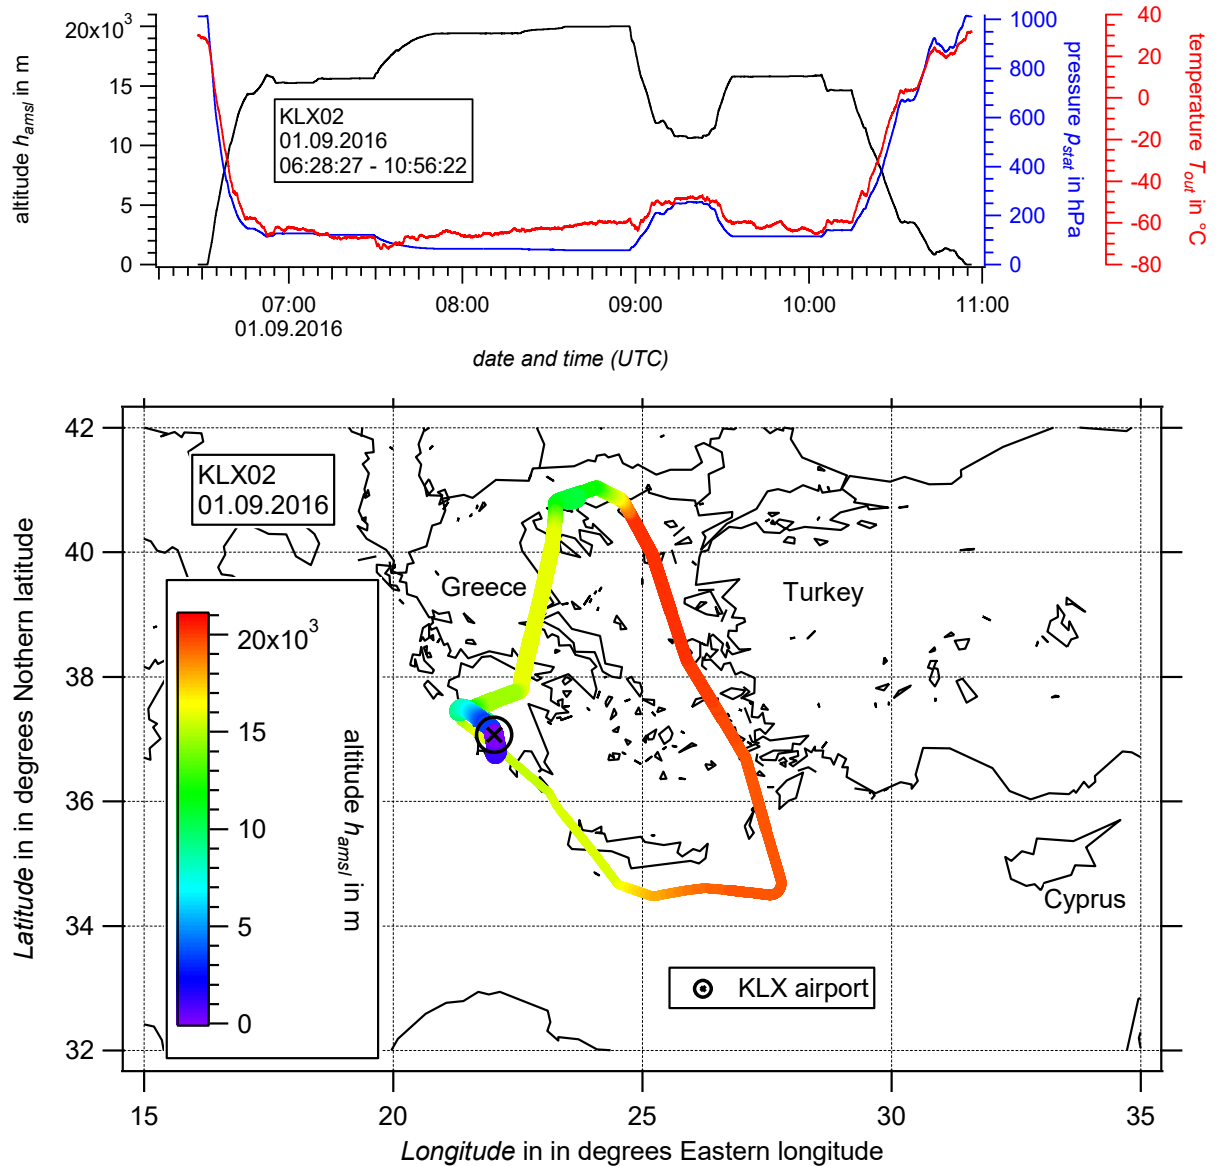 20x10³
15
10
5
0
altitude h_amsl in m
KLX02
01.09.2016
06:28:27 - 10:56:22
1000
800
600
400
200
0
pressure p_stat in hPa
40
20
0
-20
-40
-60
-80
temperature T_out in °C
07:00
08:00
09:00
10:00
11:00
01.09.2016
date and time (UTC)
42
40
38
36
34
32
Latitude in in degrees Nothern latitude
KLX02
01.09.2016
Greece
Turkey
Cyprus
20x10³
15
10
5
0
altitude h_amsl in m
KLX airport
15
20
25
30
35
Longitude in in degrees Eastern longitude